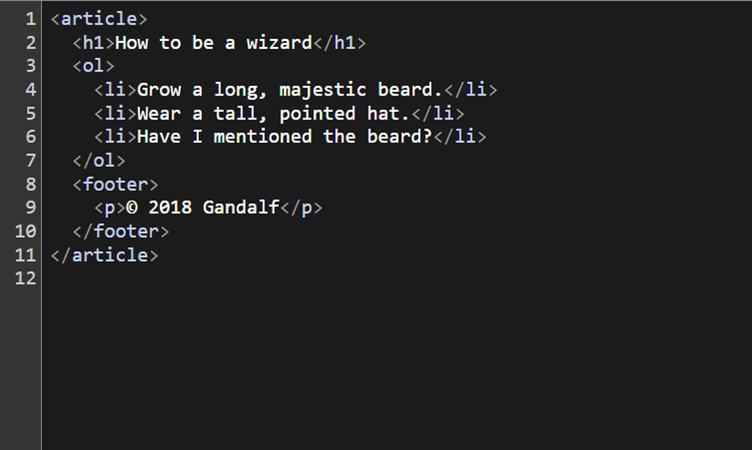 1 <article>
2   <h1>How to be a wizard</h1>
3   <ol>
4     <li>Grow a long, majestic beard.</li>
5     <li>Wear a tall, pointed hat.</li>
6     <li>Have I mentioned the beard?</li>
7   </ol>
8   <footer>
9     <p>© 2018 Gandalf</p>
10   </footer>
11 </article>
12